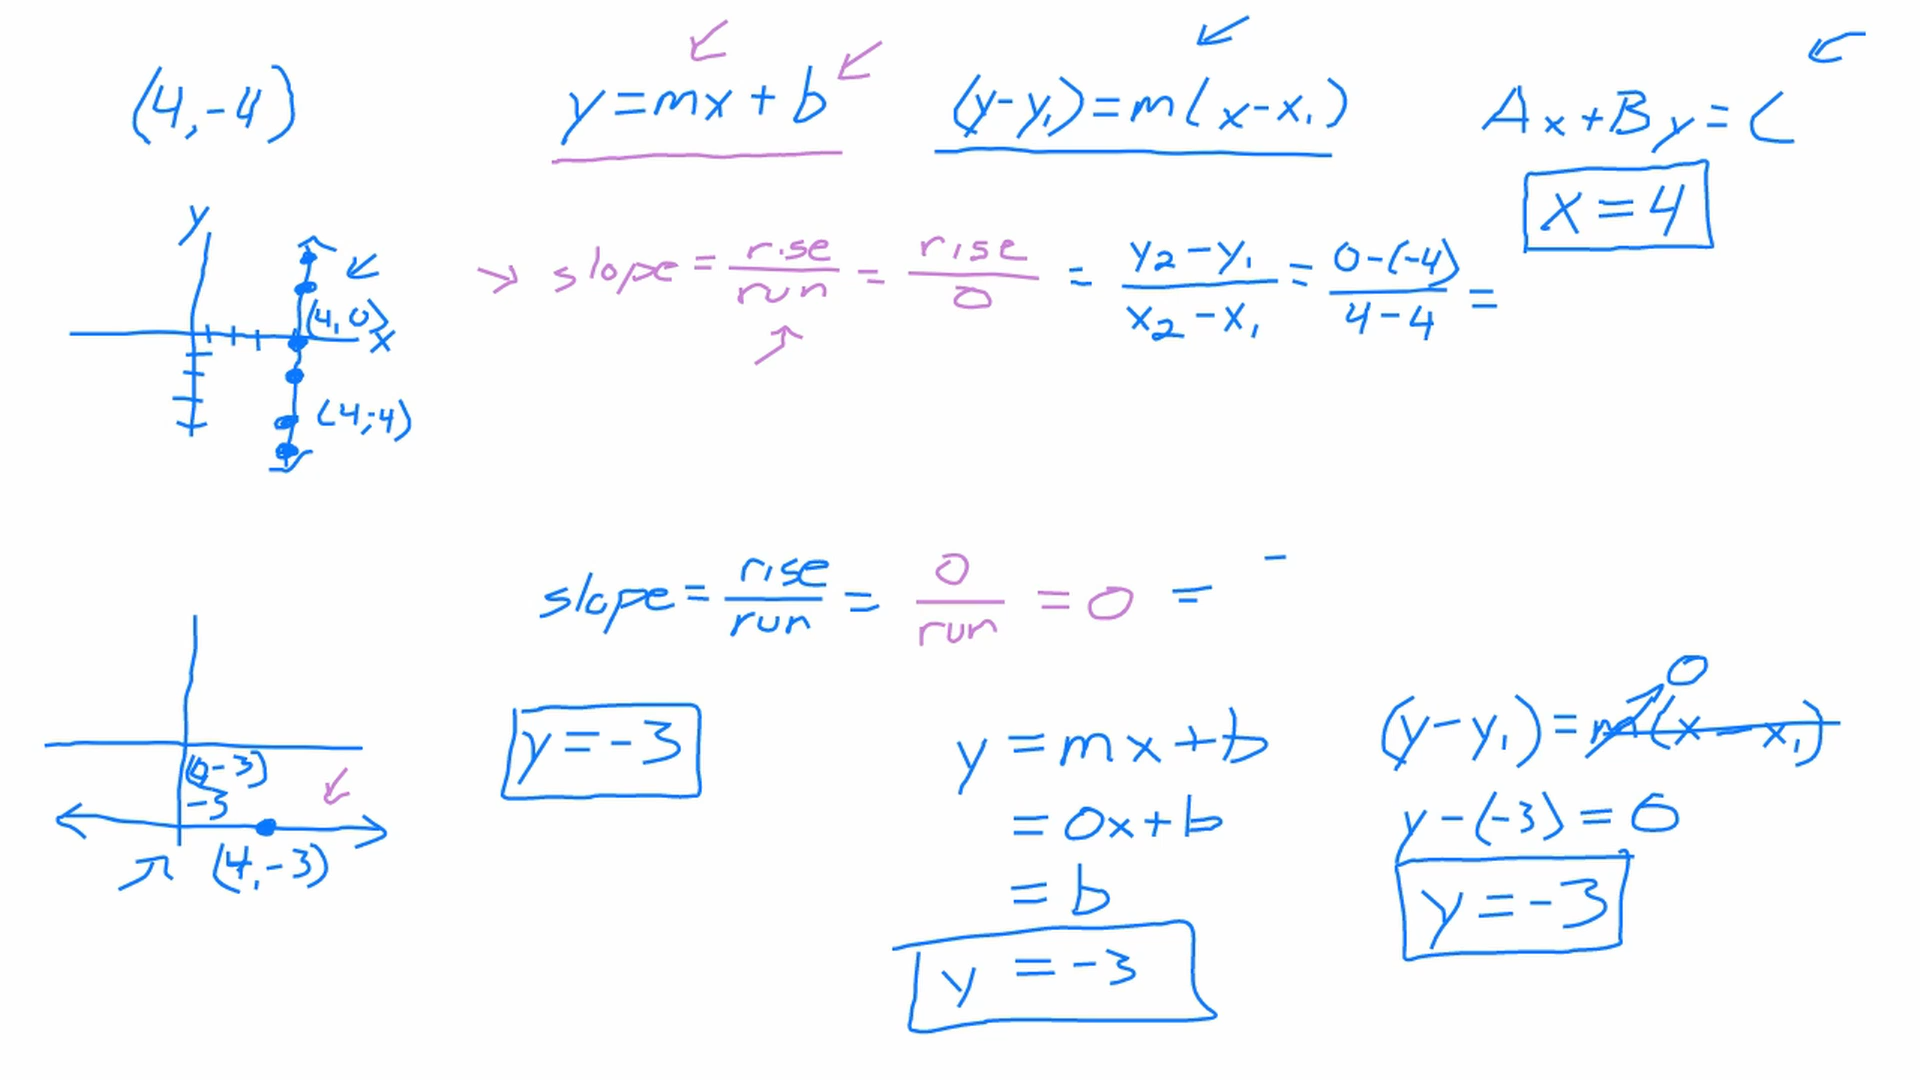 (4,-4)
y=mx+b
(y-y₁)=m(x-x₁)
Ax+By=C
x=4
y
(4,0)
x
(4,-4)
slope = rise/run = rise/0 = y₂-y₁/x₂-x₁ = 0-(-4)/4-4 =
slope = rise/run = 0/run = 0 = -
(0-3)
-3
(4,-3)
y=-3
y=mx+b
=0x+b
=b
y=-3
0
(y-y₁)=m(x-x₁)
y-(-3)=0
y=-3